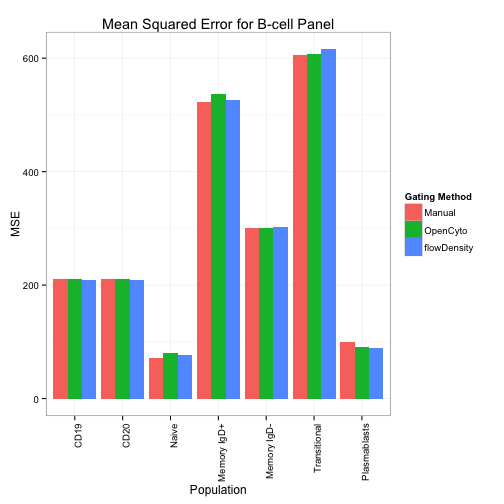 Mean Squared Error for B-cell Panel
MSE
600
400
200
0
CD19
CD20
Naive
Memory IgD+
Memory IgD-
Transitional
Plasmablasts
Population
Gating Method
Manual
OpenCyto
flowDensity